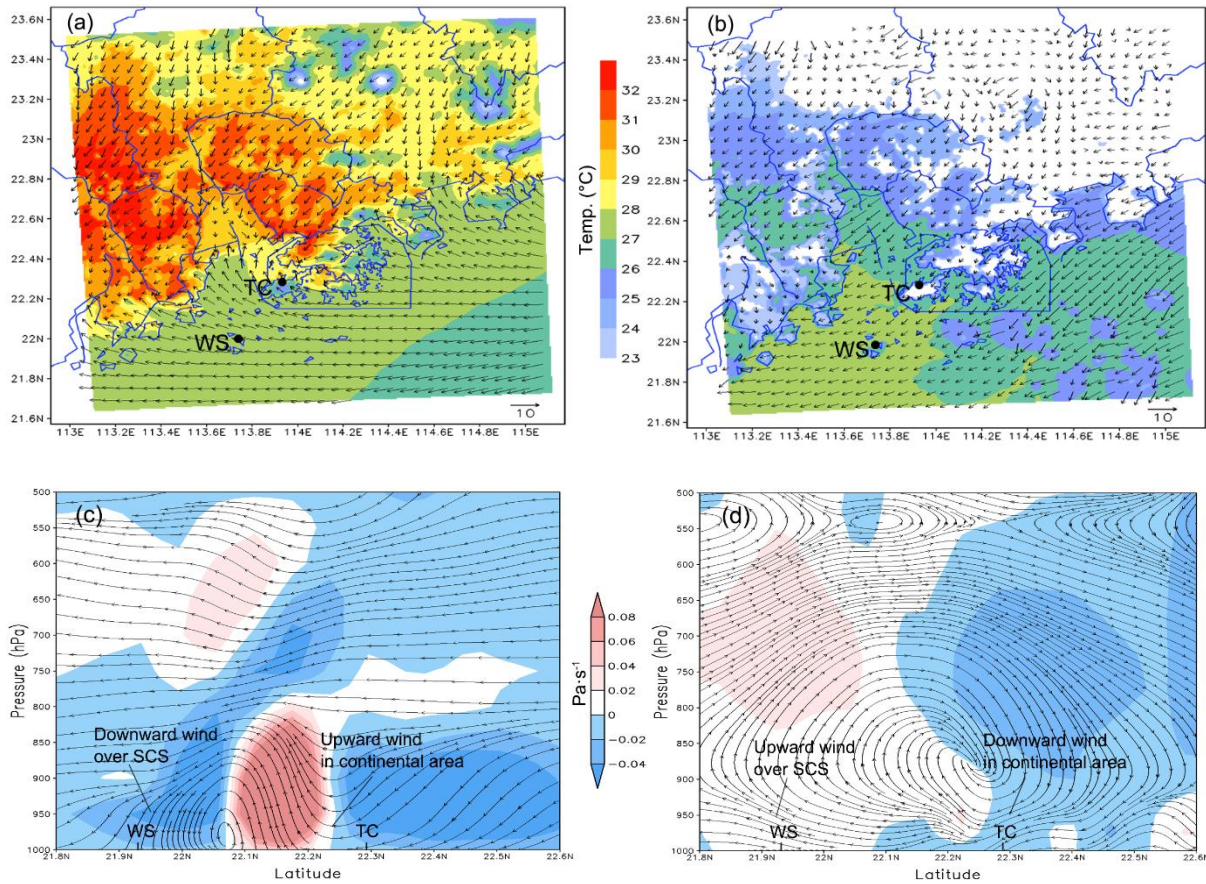 (a)
23.6N
23.4N
23.2N
23N
22.8N
22.6N
22.4N
22.2N
22N
21.8N
21.6N
113E 113.2E 113.4E 113.6E 113.8E 114E 114.2E 114.4E 114.6E 114.8E 115E
TC
WS
10
32
31
30
29
28
27
26
25
24
23
Temp. (°C)
(b)
23.6N
23.4N
23.2N
23N
22.8N
22.6N
22.4N
22.2N
22N
21.8N
21.6N
113E 113.2E 113.4E 113.6E 113.8E 114E 114.2E 114.4E 114.6E 114.8E 115E
TC
WS
10
(c)
500
550
600
650
700
750
800
850
900
950
1000
Pressure (hPa)
Downward wind
over SCS
Upward wind
in continental area
WS
TC
21.8N 21.9N 22N 22.1N 22.2N 22.3N 22.4N 22.5N 22.6N
Latitude
0.08
0.06
0.04
0.02
0
−0.02
−0.04
Pa·s⁻¹
(d)
500
550
600
650
700
750
800
850
900
950
1000
Pressure (hPa)
Upward wind
over SCS
Downward wind
in continental area
WS
TC
21.8N 21.9N 22N 22.1N 22.2N 22.3N 22.4N 22.5N 22.6N
Latitude